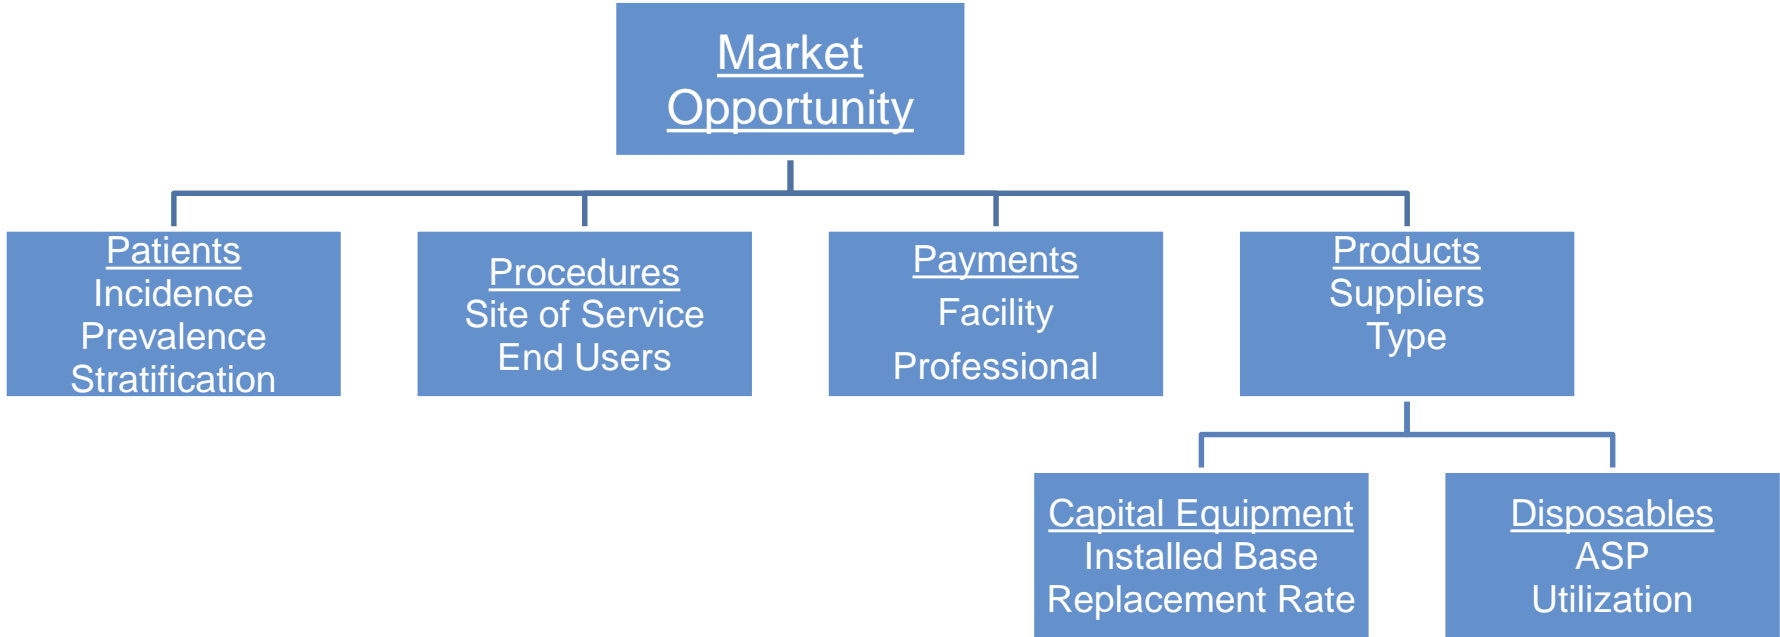 Market
Opportunity
Patients
Incidence
Prevalence
Stratification
Procedures
Site of Service
End Users
Payments
Facility
Professional
Products
Suppliers
Type
Capital Equipment
Installed Base
Replacement Rate
Disposables
ASP
Utilization